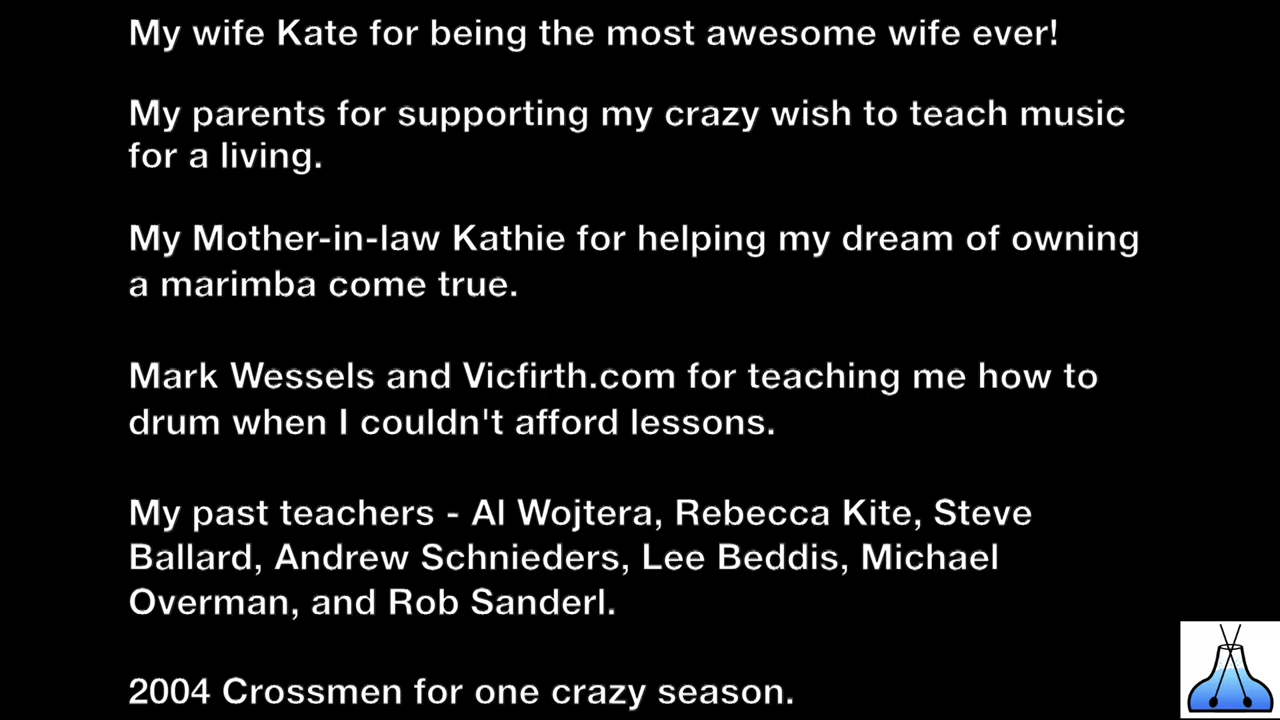 My wife Kate for being the most awesome wife ever!
My parents for supporting my crazy wish to teach music
for a living.
My Mother-in-law Kathie for helping my dream of owning
a marimba come true.
Mark Wessels and Vicfirth.com for teaching me how to
drum when I couldn't afford lessons.
My past teachers - Al Wojtera, Rebecca Kite, Steve
Ballard, Andrew Schnieders, Lee Beddis, Michael
Overman, and Rob Sanderl.
2004 Crossmen for one crazy season.